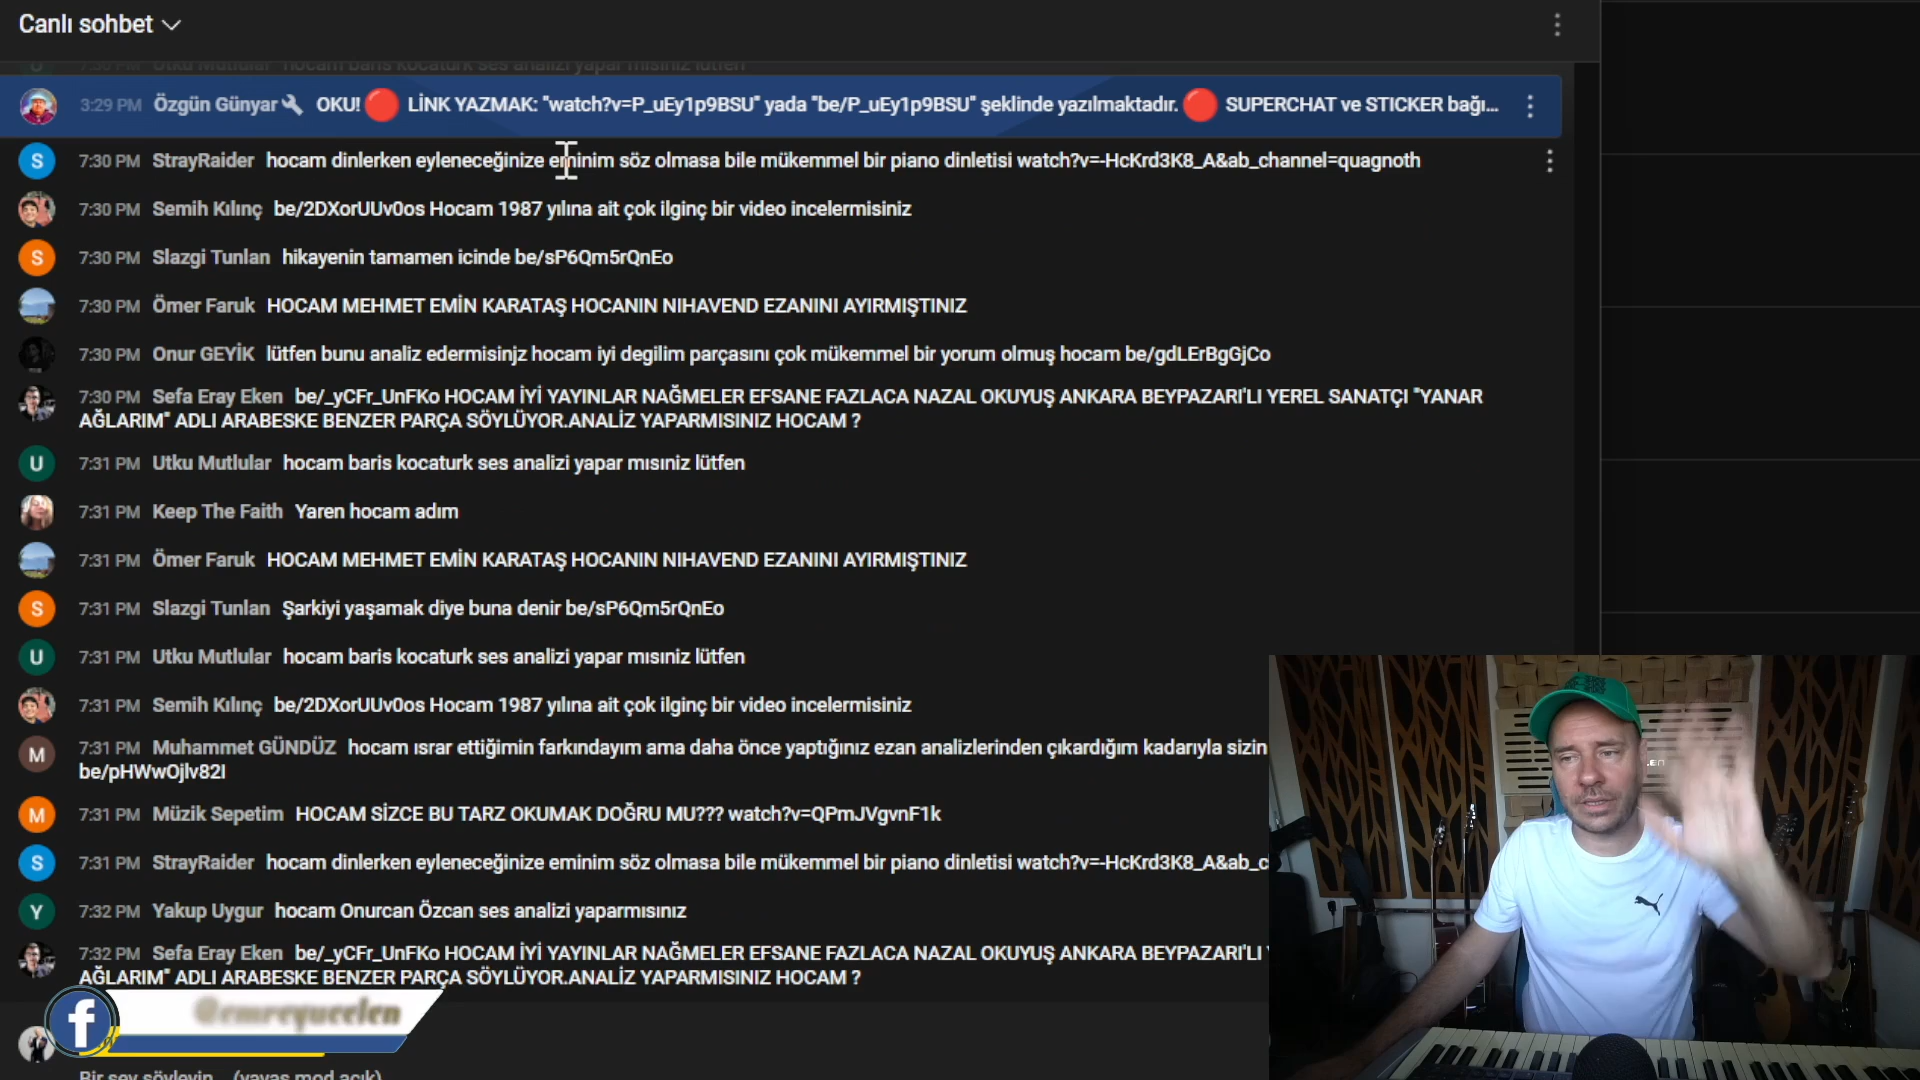 Canlı sohbet
7:30 PM Utku Mutlular hocam baris kocaturk ses analizi yapar mısınız lütfen
3:29 PM Özgün Günyar OKU! LİNK YAZMAK: "watch?v=P_uEy1p9BSU" yada "be/P_uEy1p9BSU" şeklinde yazılmaktadır. SUPERCHAT ve STICKER bağı...
S 7:30 PM StrayRaider hocam dinlerken eyleneceğinize eminim söz olmasa bile mükemmel bir piano dinletisi watch?v=-HcKrd3K8_A&ab_channel=quagnoth
7:30 PM Semih Kılınç be/2DXorUUv0os Hocam 1987 yılına ait çok ilginç bir video incelermisiniz
S 7:30 PM Slazgi Tunlan hikayenin tamamen icinde be/sP6Qm5rQnEo
7:30 PM Ömer Faruk HOCAM MEHMET EMİN KARATAŞ HOCANIN NIHAVEND EZANINI AYIRMIŞTINIZ
7:30 PM Onur GEYİK lütfen bunu analiz edermisinjz hocam iyi degilim parçasını çok mükemmel bir yorum olmuş hocam be/gdLErBgGjCo
7:30 PM Sefa Eray Eken be/_yCFr_UnFKo HOCAM İYİ YAYINLAR NAĞMELER EFSANE FAZLACA NAZAL OKUYUŞ ANKARA BEYPAZARI'LI YEREL SANATÇI "YANAR
AĞLARIM" ADLI ARABESKE BENZER PARÇA SÖYLÜYOR.ANALİZ YAPARMISINIZ HOCAM ?
U 7:31 PM Utku Mutlular hocam baris kocaturk ses analizi yapar mısınız lütfen
7:31 PM Keep The Faith Yaren hocam adım
7:31 PM Ömer Faruk HOCAM MEHMET EMİN KARATAŞ HOCANIN NIHAVEND EZANINI AYIRMIŞTINIZ
S 7:31 PM Slazgi Tunlan Şarkiyi yaşamak diye buna denir be/sP6Qm5rQnEo
U 7:31 PM Utku Mutlular hocam baris kocaturk ses analizi yapar mısınız lütfen
7:31 PM Semih Kılınç be/2DXorUUv0os Hocam 1987 yılına ait çok ilginç bir video incelermisiniz
M 7:31 PM Muhammet GÜNDÜZ hocam ısrar ettiğimin farkındayım ama daha önce yaptığınız ezan analizlerinden çıkardığım kadarıyla sizin
be/pHWwOjlv82I
M 7:31 PM Müzik Sepetim HOCAM SİZCE BU TARZ OKUMAK DOĞRU MU??? watch?v=QPmJVgvnF1k
S 7:31 PM StrayRaider hocam dinlerken eyleneceğinize eminim söz olmasa bile mükemmel bir piano dinletisi watch?v=-HcKrd3K8_A&ab_c
Y 7:32 PM Yakup Uygur hocam Onurcan Özcan ses analizi yaparmısınız
7:32 PM Sefa Eray Eken be/_yCFr_UnFKo HOCAM İYİ YAYINLAR NAĞMELER EFSANE FAZLACA NAZAL OKUYUŞ ANKARA BEYPAZARI'LI
AĞLARIM" ADLI ARABESKE BENZER PARÇA SÖYLÜYOR.ANALİZ YAPARMISINIZ HOCAM ?
f @emreyucelen
Bir şey söyleyin... (yavaş mod açık)